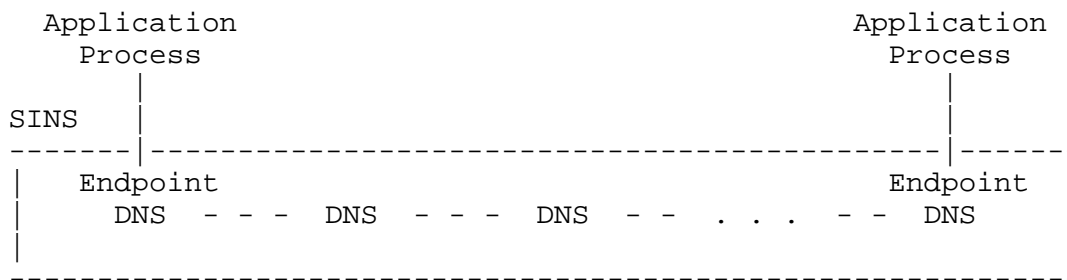 Application Application
Process Process
SINS
Endpoint Endpoint
DNS - - - DNS - - - DNS - - . . . - - DNS